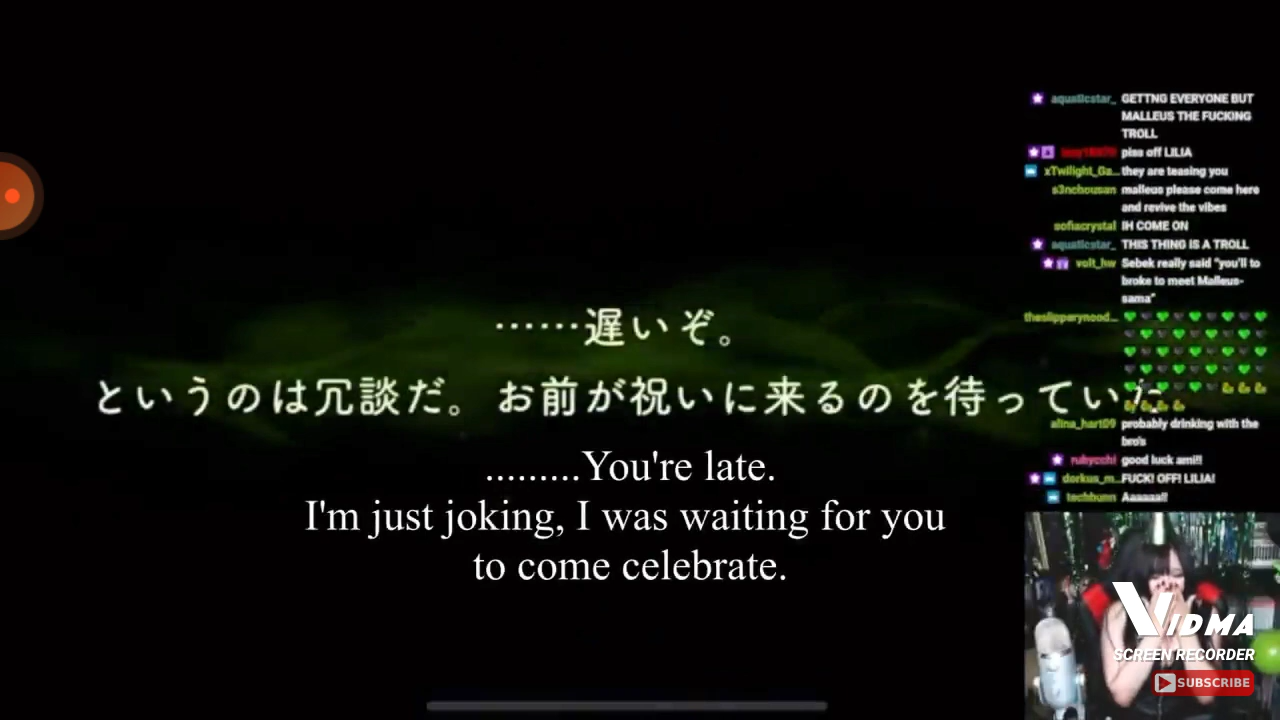 ……遅いぞ。
というのは冗談だ。お前が祝いに来るのを待っていた
.........You're late.
I'm just joking, I was waiting for you
to come celebrate.
aquaticstar_ GETTNG EVERYONE BUT
MALLEUS THE FUCKING
TROLL
piss off LILIA
xTwilight_Ga... they are teasing you
s3nchousan malleus please come here
and revive the vibes
sofiacrystal IH COME ON
aquaticstar_ THIS THING IS A TROLL
volt_hw Sebek really said "you'll to
broke to meet Malleus-
sama"
theslipperynood...
alina_hart09 probably drinking with the
bro's
rubycchi good luck ami!!
dorkus_m... FUCK! OFF! LILIA!
techbunn Aaaaaa!!
VIDMA
SCREEN RECORDER
SUBSCRIBE